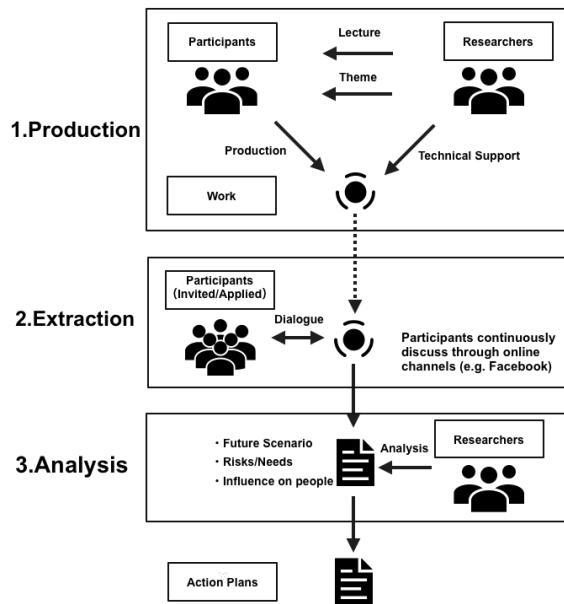 Participants
Lecture
Researchers
Theme
1.Production
Production
Technical Support
Work
Participants
(Invited/Applied)
Dialogue
2.Extraction
Participants continuously
discuss through online
channels (e.g. Facebook)
・Future Scenario
・Risks/Needs
・Influence on people
Analysis
Researchers
3.Analysis
Action Plans